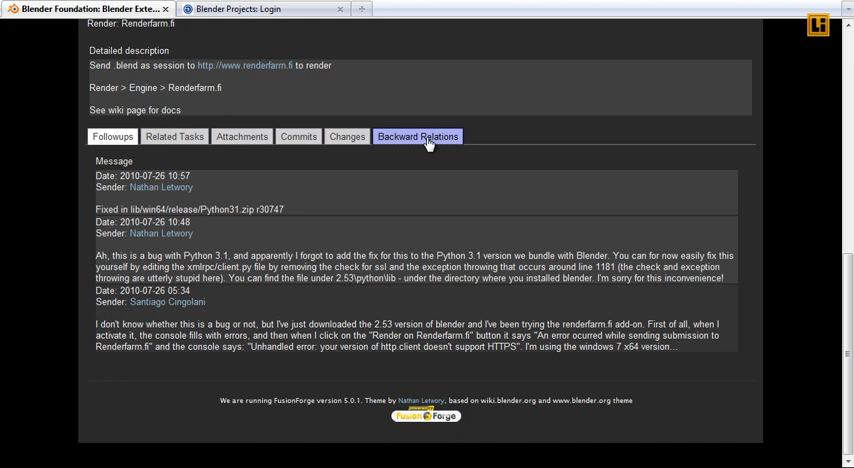 Blender Foundation: Blender Exte... ×
Blender Projects: Login ×
Li
Render: Renderfarm.fi
Detailed description
Send .blend as session to http://www.renderfarm.fi to render
Render > Engine > Renderfarm.fi
See wiki page for docs
Followups Related Tasks Attachments Commits Changes Backward Relations
Message
Date: 2010-07-26 10:57
Sender: Nathan Letwory
Fixed in lib/win64/release/Python31.zip r30747
Date: 2010-07-26 10:48
Sender: Nathan Letwory
Ah, this is a bug with Python 3.1, and apparently I forgot to add the fix for this to the Python 3.1 version we bundle with Blender. You can for now easily fix this
yourself by editing the xmlrpc/client.py file by removing the check for ssl and the exception throwing that occurs around line 1181 (the check and exception
throwing are utterly stupid here). You can find the file under 2.53\python\lib - under the directory where you installed blender. I'm sorry for this inconvenience!
Date: 2010-07-26 05:34
Sender: Santiago Cingolani
I don't know whether this is a bug or not, but I've just downloaded the 2.53 version of blender and I've been trying the renderfarm.fi add-on. First of all, when I
activate it, the console fills with errors, and then when I click on the "Render on Renderfarm.fi" button it says "An error ocurred while sending submission to
Renderfarm.fi" and the console says: "Unhandled error: your version of http.client doesn't support HTTPS". I'm using the windows 7 x64 version...
We are running FusionForge version 5.0.1. Theme by Nathan Letwory, based on wiki.blender.org and www.blender.org theme
powered by
Fusion Forge